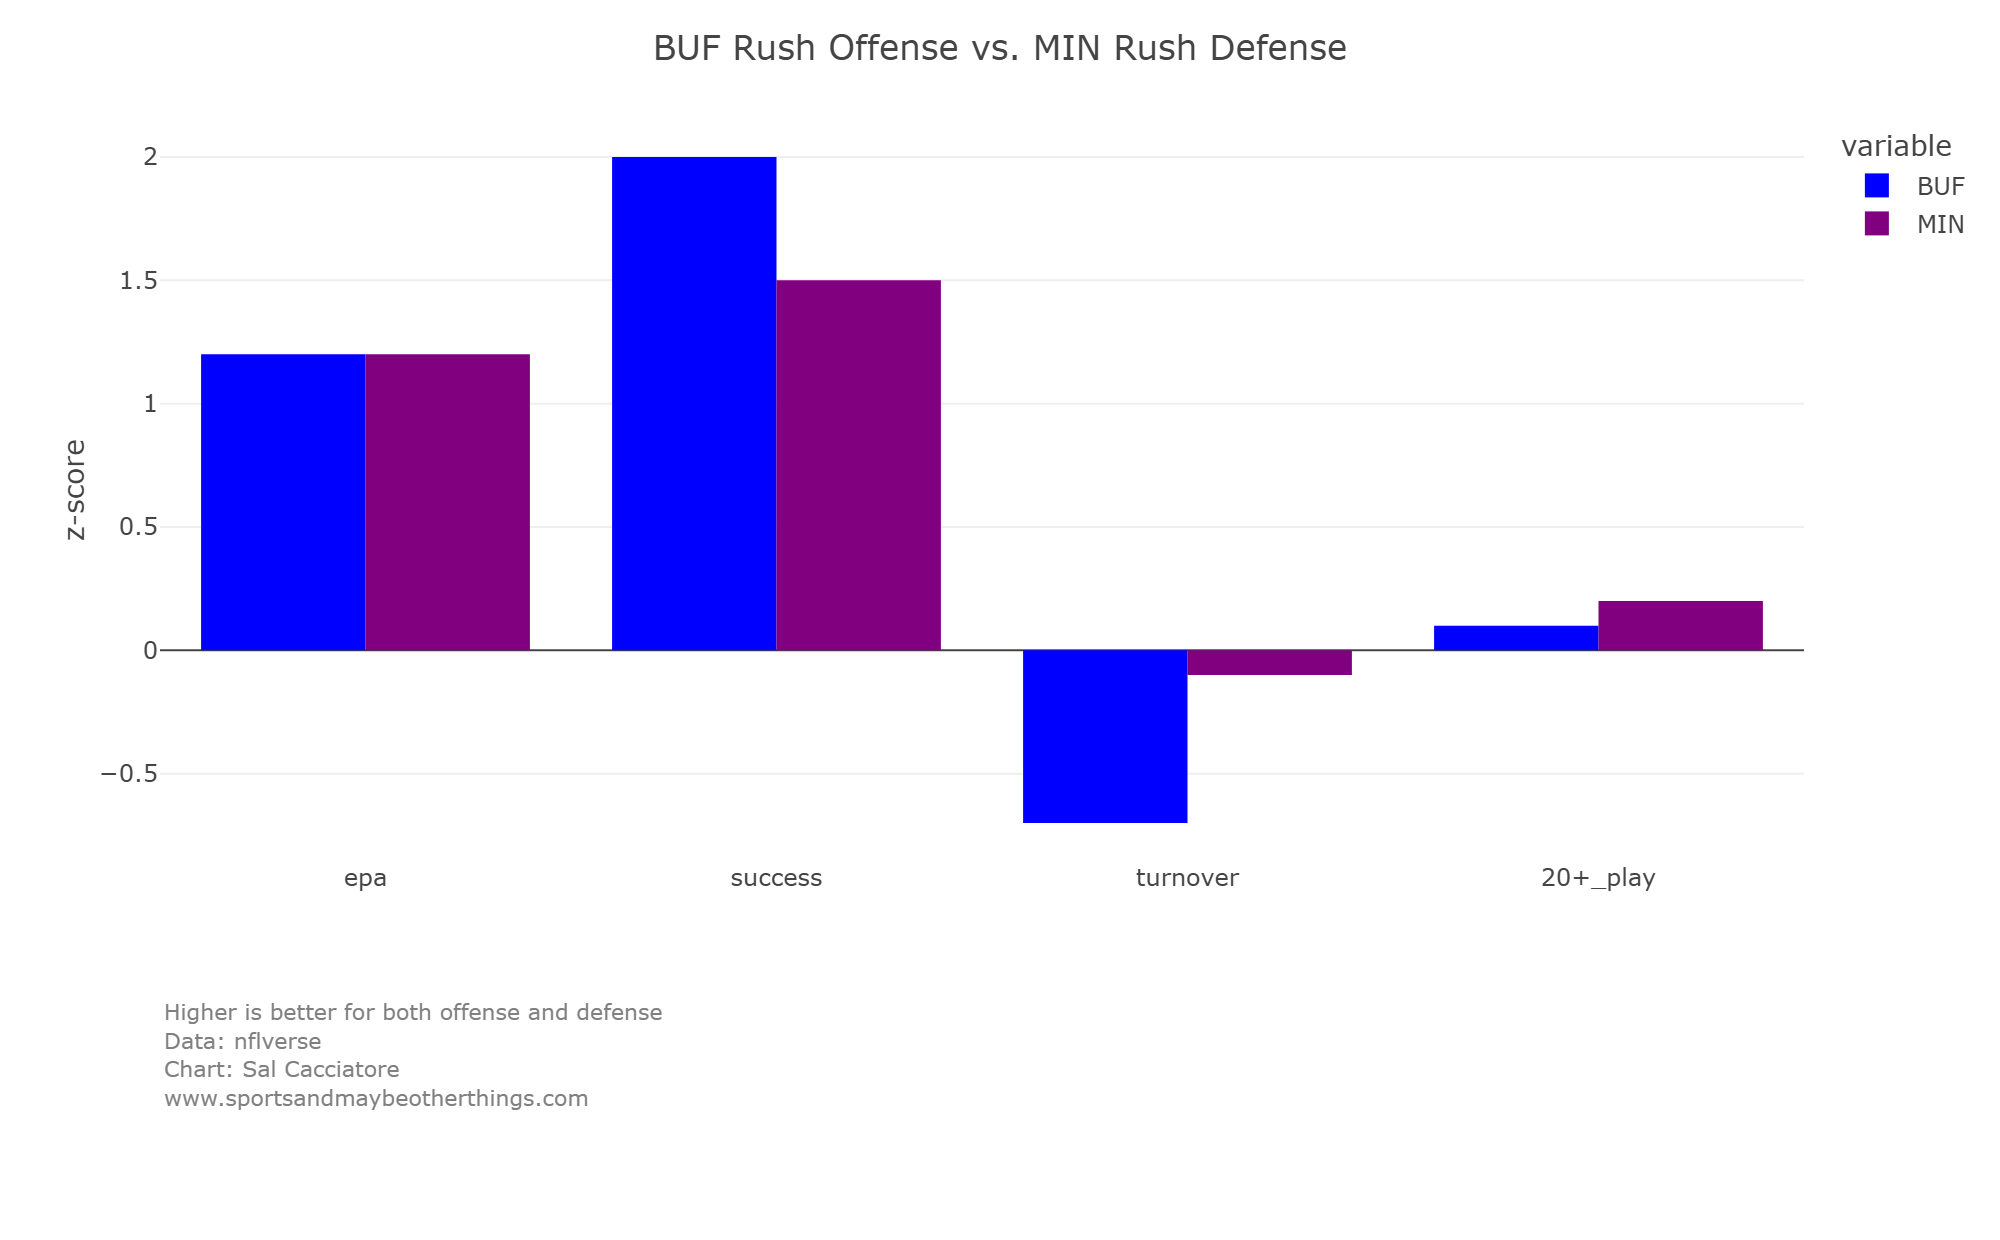 BUF Rush Offense vs. MIN Rush Defense
variable
BUF
MIN
2
1.5
1
0.5
0
−0.5
z-score
epa
success
turnover
20+_play
Higher is better for both offense and defense
Data: nflverse
Chart: Sal Cacciatore
www.sportsandmaybeotherthings.com